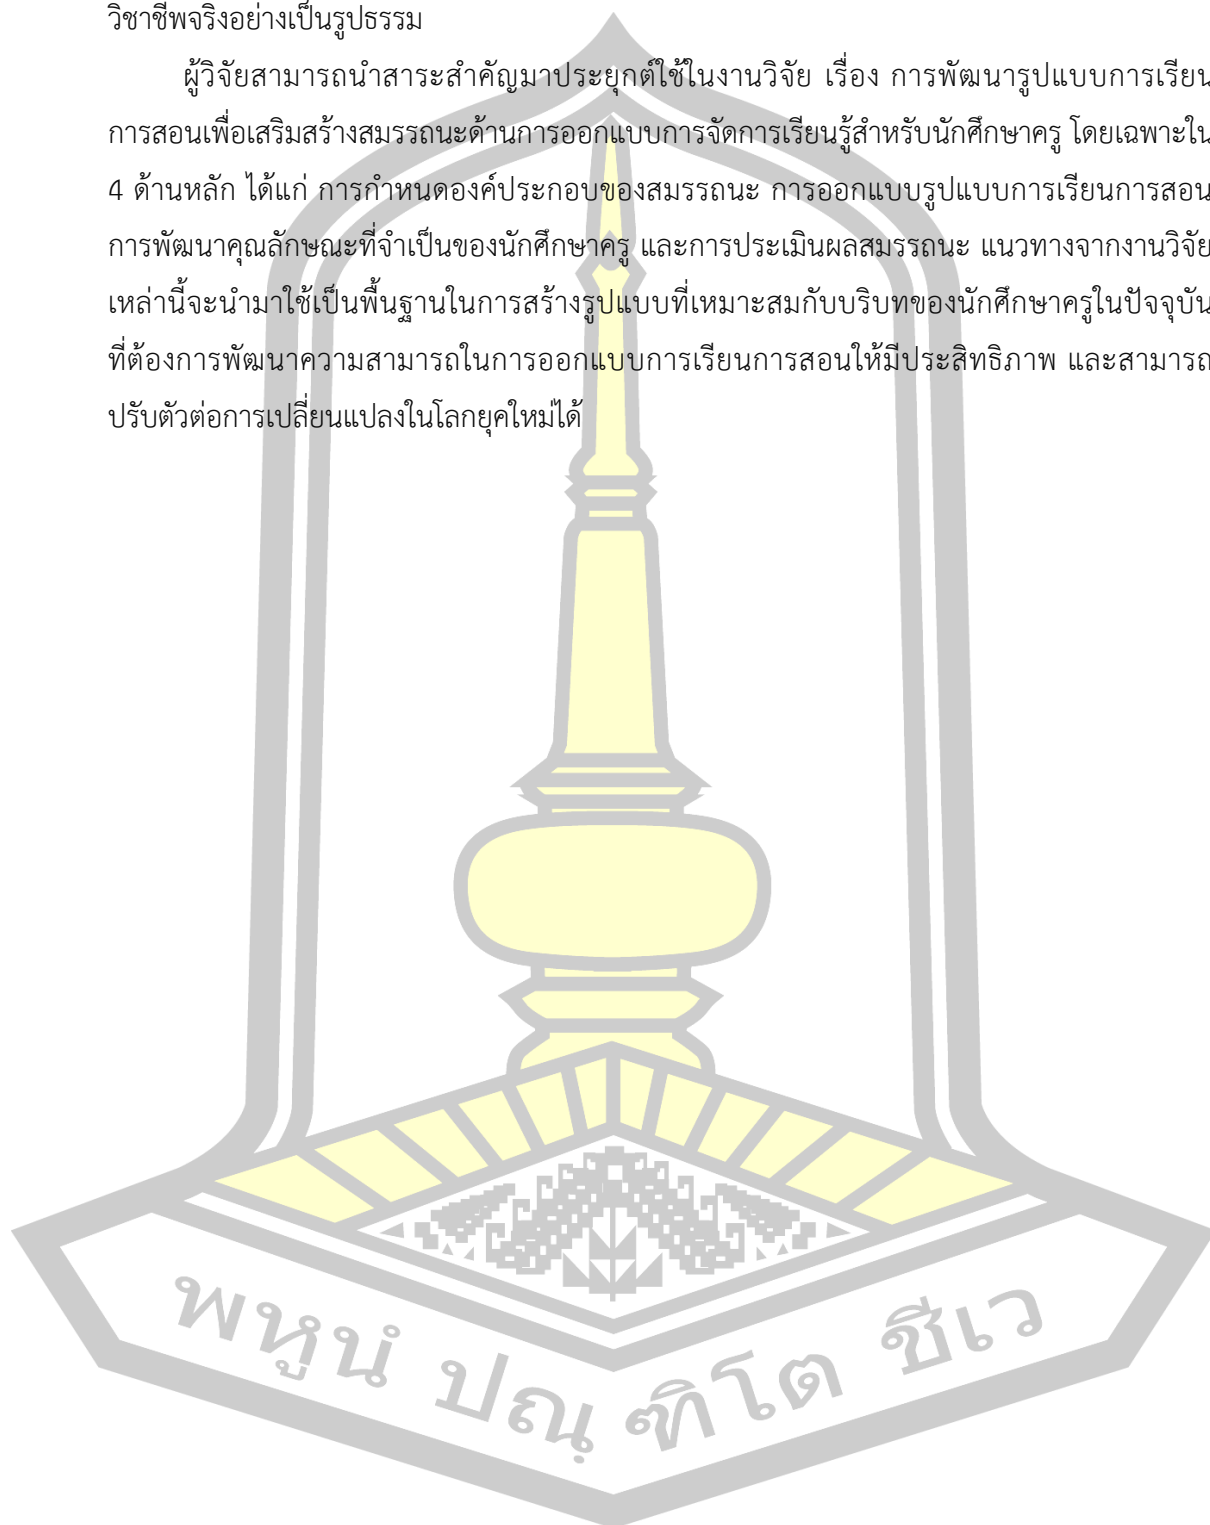 วิชาชีพจริงอย่างเป็นรูปธรรม
ผู้วิจัยสามารถนำสาระสำคัญมาประยุกต์ใช้ในงานวิจัย เรื่อง การพัฒนารูปแบบการเรียน
การสอนเพื่อเสริมสร้างสมรรถนะด้านการออกแบบการจัดการเรียนรู้สำหรับนักศึกษาครู โดยเฉพาะใน
4 ด้านหลัก ได้แก่ การกำหนดองค์ประกอบของสมรรถนะ การออกแบบรูปแบบการเรียนการสอน
การพัฒนาคุณลักษณะที่จำเป็นของนักศึกษาครู และการประเมินผลสมรรถนะ แนวทางจากงานวิจัย
เหล่านี้จะนำมาใช้เป็นพื้นฐานในการสร้างรูปแบบที่เหมาะสมกับบริบทของนักศึกษาครูในปัจจุบัน
ที่ต้องการพัฒนาความสามารถในการออกแบบการเรียนการสอนให้มีประสิทธิภาพ และสามารถ
ปรับตัวต่อการเปลี่ยนแปลงในโลกยุคใหม่ได้
พหูนํ ปณฺ ฑิโต ชีเว